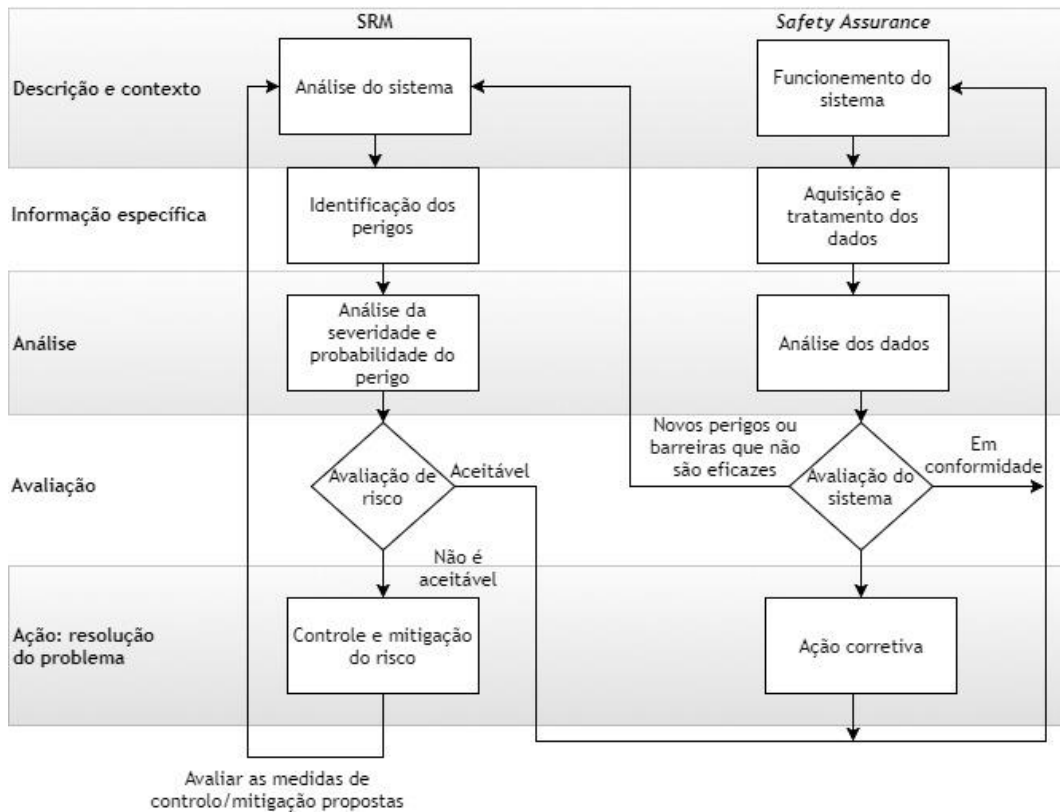 SRM
Safety Assurance
Descrição e contexto
Análise do sistema
Funcionemento do
sistema
Informação específica
Identificação dos
perigos
Aquisição e
tratamento dos
dados
Análise
Análise da
severidade e
probabilidade do
perigo
Análise dos dados
Avaliação
Avaliação de
risco
Aceitável
Novos perigos ou
barreiras que não
são eficazes
Avaliação do
sistema
Em
conformidade
Não é
aceitável
Ação: resolução
do problema
Controle e mitigação
do risco
Ação corretiva
Avaliar as medidas de
controlo/mitigação propostas